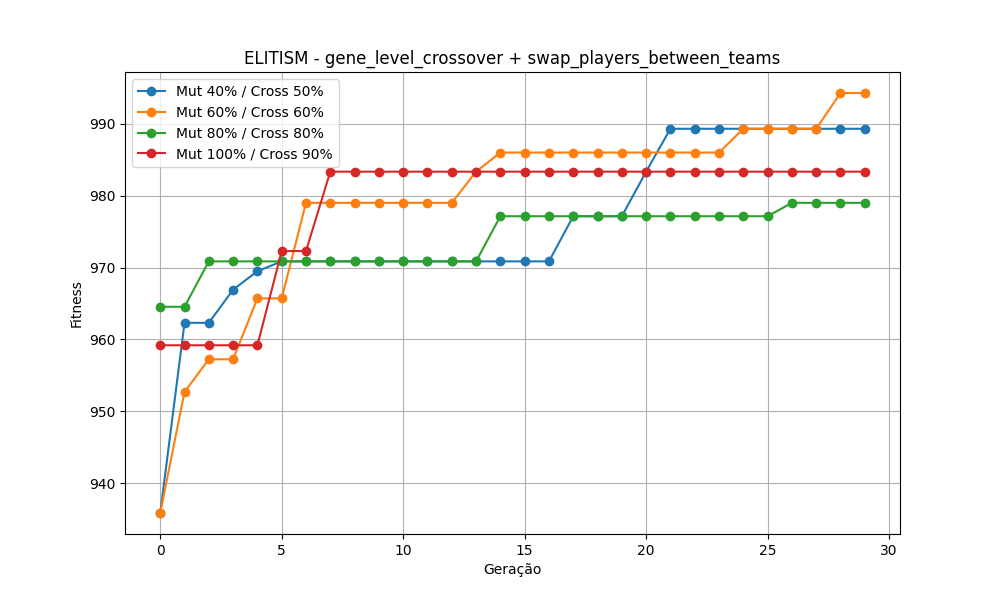 ELITISM - gene_level_crossover + swap_players_between_teams
Mut 40% / Cross 50%
Mut 60% / Cross 60%
Mut 80% / Cross 80%
Mut 100% / Cross 90%
Fitness
990
980
970
960
950
940
0 5 10 15 20 25 30
Geração